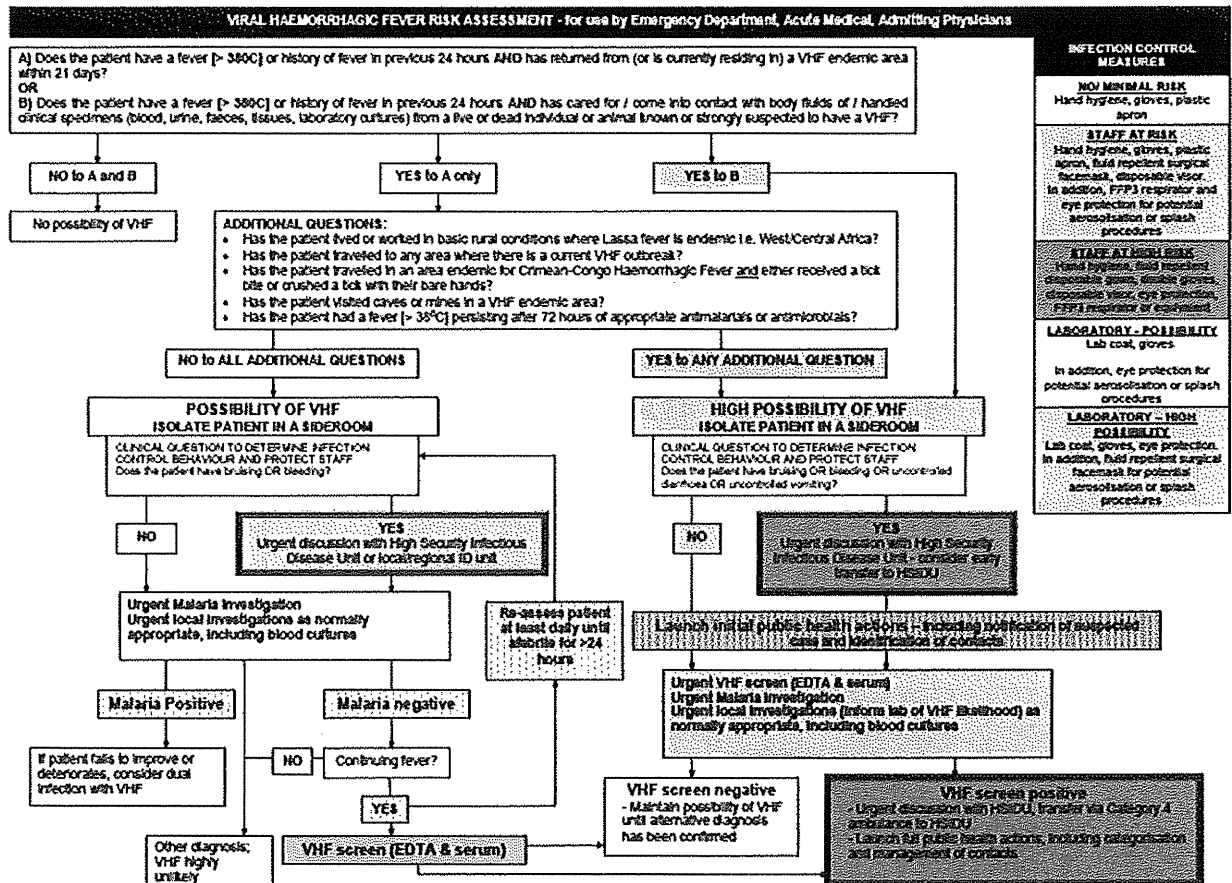 VIRAL HAEMORRHAGIC FEVER RISK ASSESSMENT - for use by Emergency Department, Acute Medical, Admitting Physicians
A) Does the patient have a fever [> 380C] or history of fever in previous 24 hours AND has returned from (or is currently residing in) a VHF endemic area
within 21 days?
OR
B) Does the patient have a fever [> 380C] or history of fever in previous 24 hours AND has cared for / come into contact with body fluids of / handled
clinical specimens (blood, urine, faeces, tissues, laboratory cultures) from a live or dead individual or animal known or strongly suspected to have a VHF?
NO to A and B
YES to A only
YES to B
No possibility of VHF
ADDITIONAL QUESTIONS:
• Has the patient lived or worked in basic rural conditions where Lassa fever is endemic i.e. West/Central Africa?
• Has the patient travelled to any area where there is a current VHF outbreak?
• Has the patient travelled in an area endemic for Crimean-Congo Haemorrhagic Fever and either received a tick
bite or crushed a tick with their bare hands?
• Has the patient visited caves or mines in a VHF endemic area?
• Has the patient had a fever [> 38°C] persisting after 72 hours of appropriate antimalarials or antimicrobials?
NO to ALL ADDITIONAL QUESTIONS
YES to ANY ADDITIONAL QUESTION
POSSIBILITY OF VHF
ISOLATE PATIENT IN A SIDEROOM
CLINICAL QUESTION TO DETERMINE INFECTION
CONTROL BEHAVIOUR AND PROTECT STAFF
Does the patient have bruising OR bleeding?
HIGH POSSIBILITY OF VHF
ISOLATE PATIENT IN A SIDEROOM
CLINICAL QUESTION TO DETERMINE INFECTION
CONTROL BEHAVIOUR AND PROTECT STAFF
Does the patient have bruising OR bleeding OR uncontrolled
diarrhoea OR uncontrolled vomiting?
NO
YES
Urgent discussion with High Security Infectious
Disease Unit or local/regional ID unit
NO
YES
Urgent discussion with High Security
Infectious Disease Unit - consider early
transfer to HSIDU
Urgent Malaria Investigation
Urgent local investigations as normally
appropriate, including blood cultures
Re-assess patient
at least daily until
afebrile for >24
hours
Launch initial public health actions – including notification of suspected
case and identification of contacts
Urgent VHF screen (EDTA & serum)
Urgent Malaria Investigation
Urgent local investigations (inform lab of VHF likelihood) as
normally appropriate, including blood cultures
Malaria Positive
Malaria negative
If patient fails to improve or
deteriorates, consider dual
infection with VHF
NO
Continuing fever?
YES
Other diagnosis;
VHF highly
unlikely
VHF screen (EDTA & serum)
VHF screen negative
- Maintain possibility of VHF
until alternative diagnosis
has been confirmed
VHF screen positive
- Urgent discussion with HSIDU, transfer via Category 4
ambulance to HSIDU
- Launch full public health actions, including categorisation
and management of contacts
INFECTION CONTROL
MEASURES
NO/ MINIMAL RISK
Hand hygiene, gloves, plastic
apron
STAFF AT RISK
Hand hygiene, gloves, plastic
apron, fluid repellent surgical
facemask, disposable visor.
In addition, FFP3 respirator and
eye protection for potential
aerosolisation or splash
procedures
STAFF AT HIGH RISK
Hand hygiene, fluid repellent
disposable gown, double gloves,
disposable visor, eye protection,
FFP3 respirator or equivalent
LABORATORY - POSSIBILITY
Lab coat, gloves
In addition, eye protection for
potential aerosolisation or splash
procedures
LABORATORY – HIGH
POSSIBILITY
Lab coat, gloves, eye protection.
In addition, fluid repellent surgical
facemask for potential
aerosolisation or splash
procedures